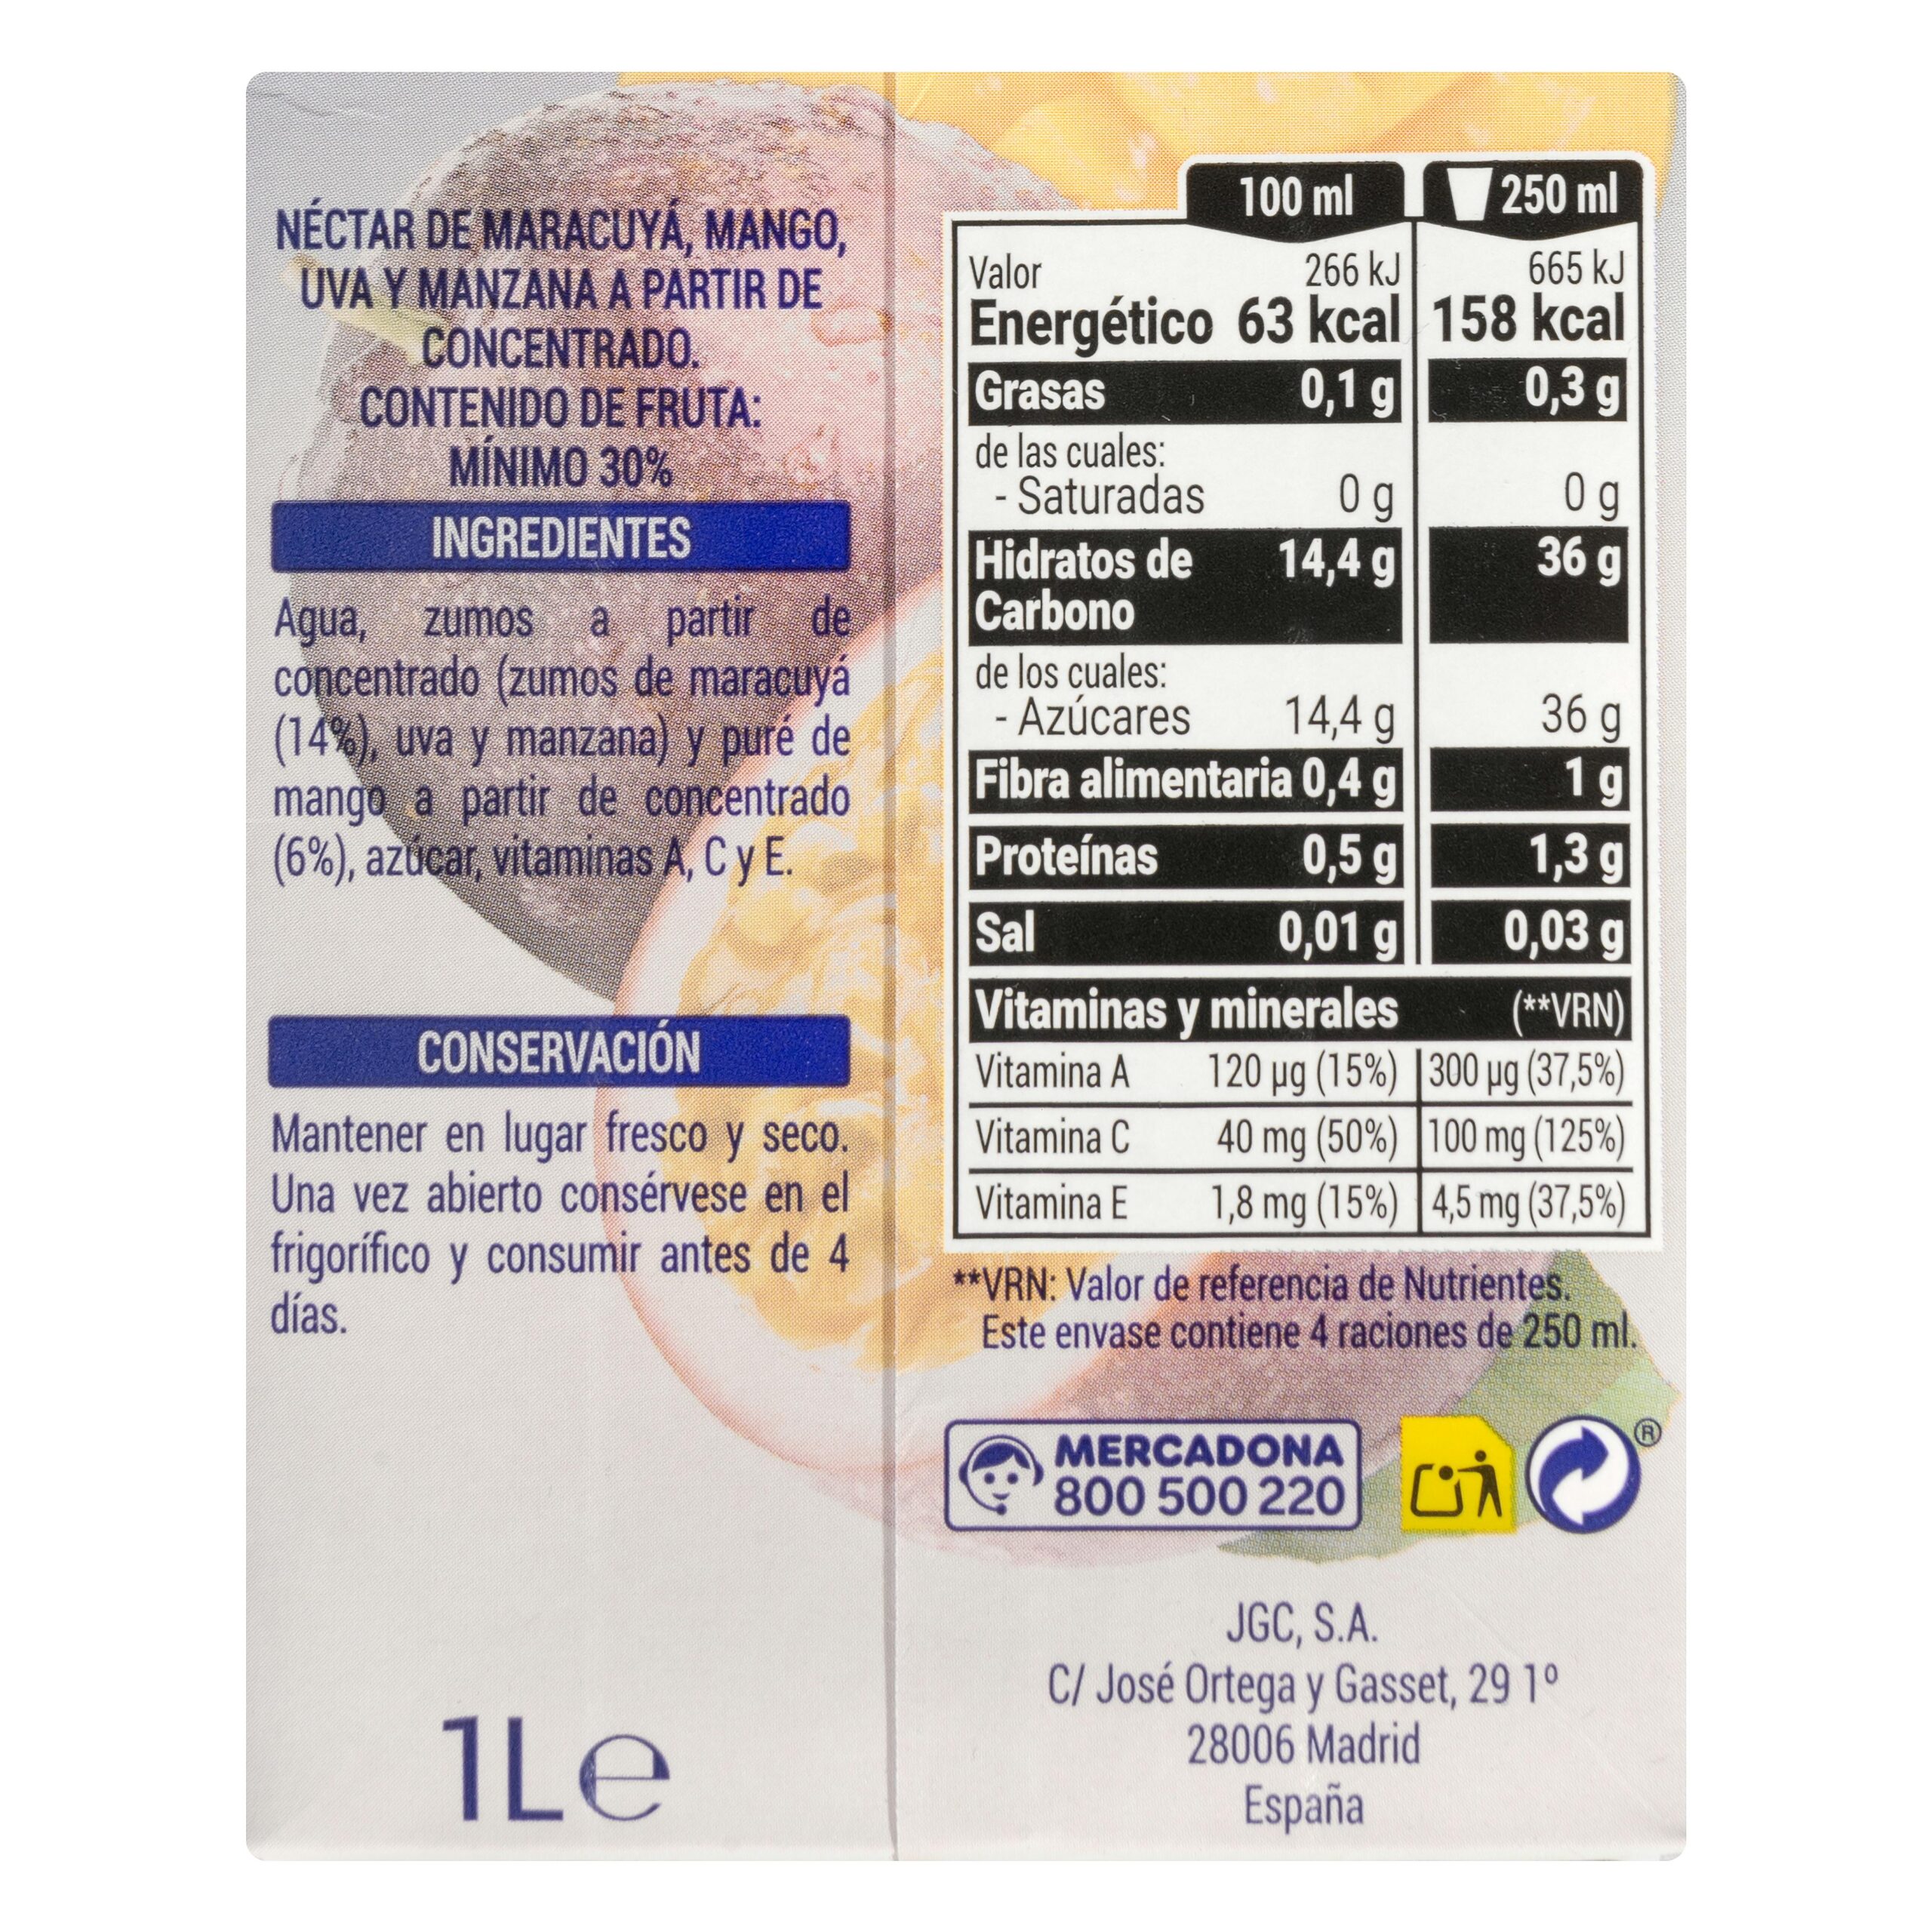 NÉCTAR DE MARACUYÁ, MANGO,
UVA Y MANZANA A PARTIR DE
CONCENTRADO.
CONTENIDO DE FRUTA:
MÍNIMO 30%
INGREDIENTES
Agua, zumos a partir de
concentrado (zumos de maracuyá
(14%), uva y manzana) y puré de
mango a partir de concentrado
(6%), azúcar, vitaminas A, C y E.
CONSERVACIÓN
Mantener en lugar fresco y seco.
Una vez abierto consérvese en el
frigorífico y consumir antes de 4
días.
1L℮
100 ml 250 ml
Valor 266 kJ 665 kJ
Energético 63 kcal 158 kcal
Grasas 0,1 g 0,3 g
de las cuales:
- Saturadas 0 g 0 g
Hidratos de 14,4 g 36 g
Carbono
de los cuales:
- Azúcares 14,4 g 36 g
Fibra alimentaria 0,4 g 1 g
Proteínas 0,5 g 1,3 g
Sal 0,01 g 0,03 g
Vitaminas y minerales (**VRN)
Vitamina A 120 µg (15%) 300 µg (37,5%)
Vitamina C 40 mg (50%) 100 mg (125%)
Vitamina E 1,8 mg (15%) 4,5 mg (37,5%)
**VRN: Valor de referencia de Nutrientes.
Este envase contiene 4 raciones de 250 ml.
MERCADONA
800 500 220
®
JGC, S.A.
C/ José Ortega y Gasset, 29 1º
28006 Madrid
España